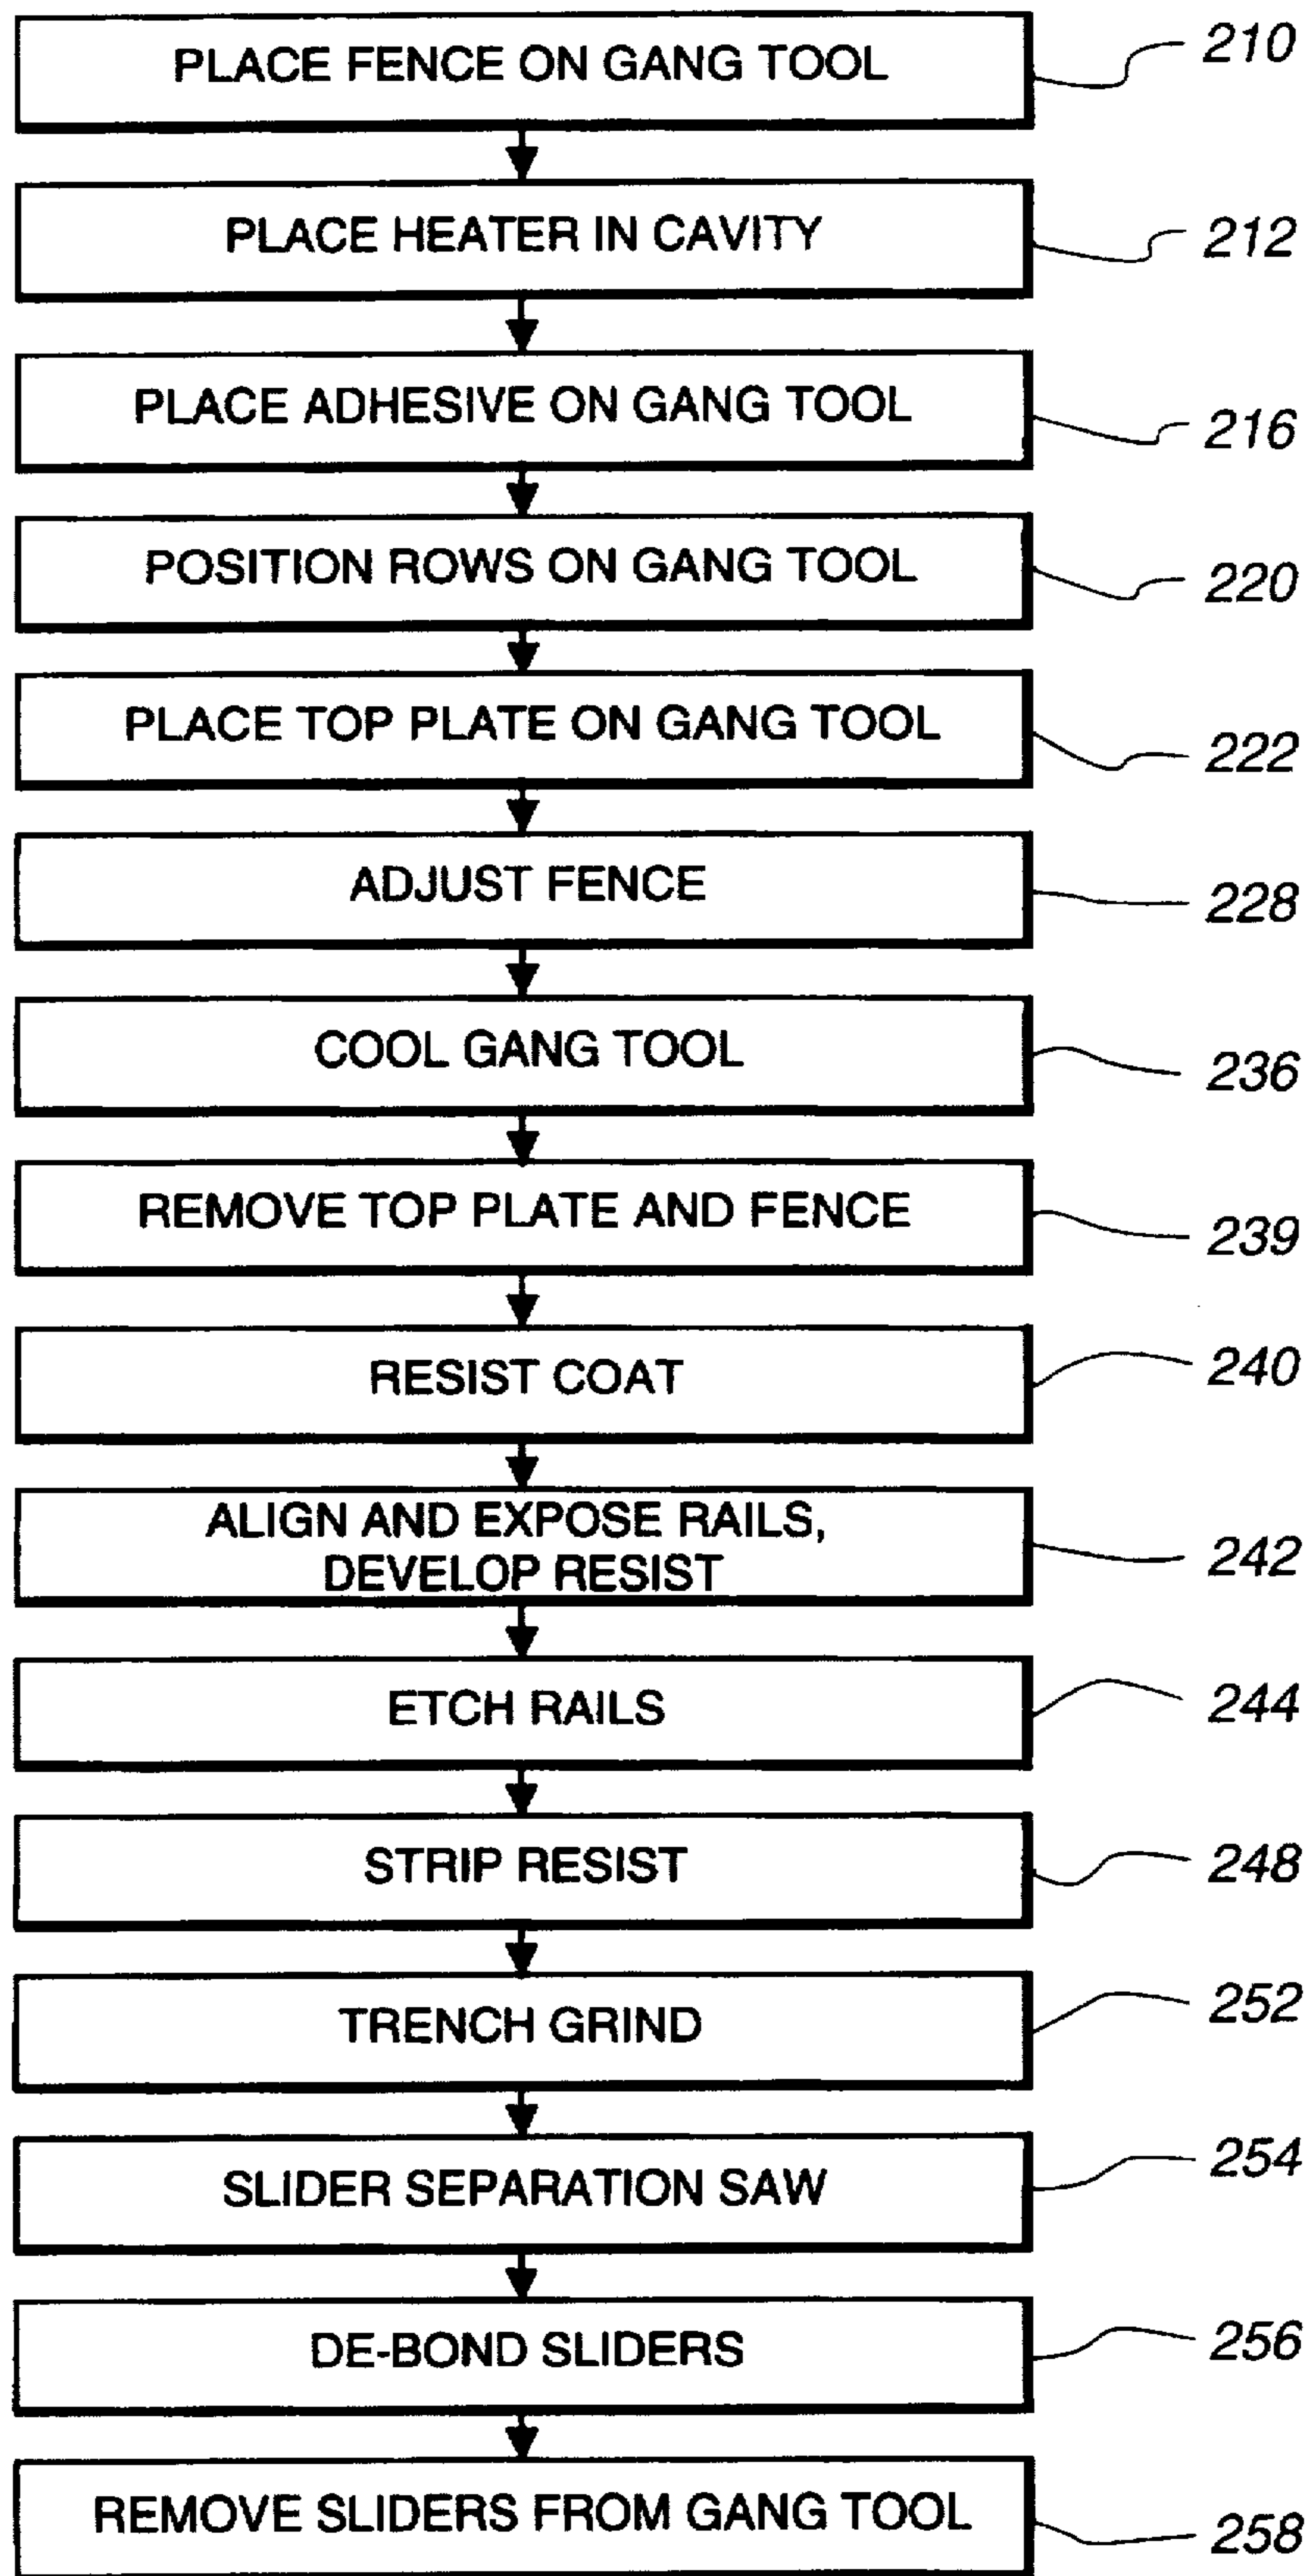 PLACE FENCE ON GANG TOOL 210
PLACE HEATER IN CAVITY 212
PLACE ADHESIVE ON GANG TOOL 216
POSITION ROWS ON GANG TOOL 220
PLACE TOP PLATE ON GANG TOOL 222
ADJUST FENCE 228
COOL GANG TOOL 236
REMOVE TOP PLATE AND FENCE 239
RESIST COAT 240
ALIGN AND EXPOSE RAILS,
DEVELOP RESIST 242
ETCH RAILS 244
STRIP RESIST 248
TRENCH GRIND 252
SLIDER SEPARATION SAW 254
DE-BOND SLIDERS 256
REMOVE SLIDERS FROM GANG TOOL 258